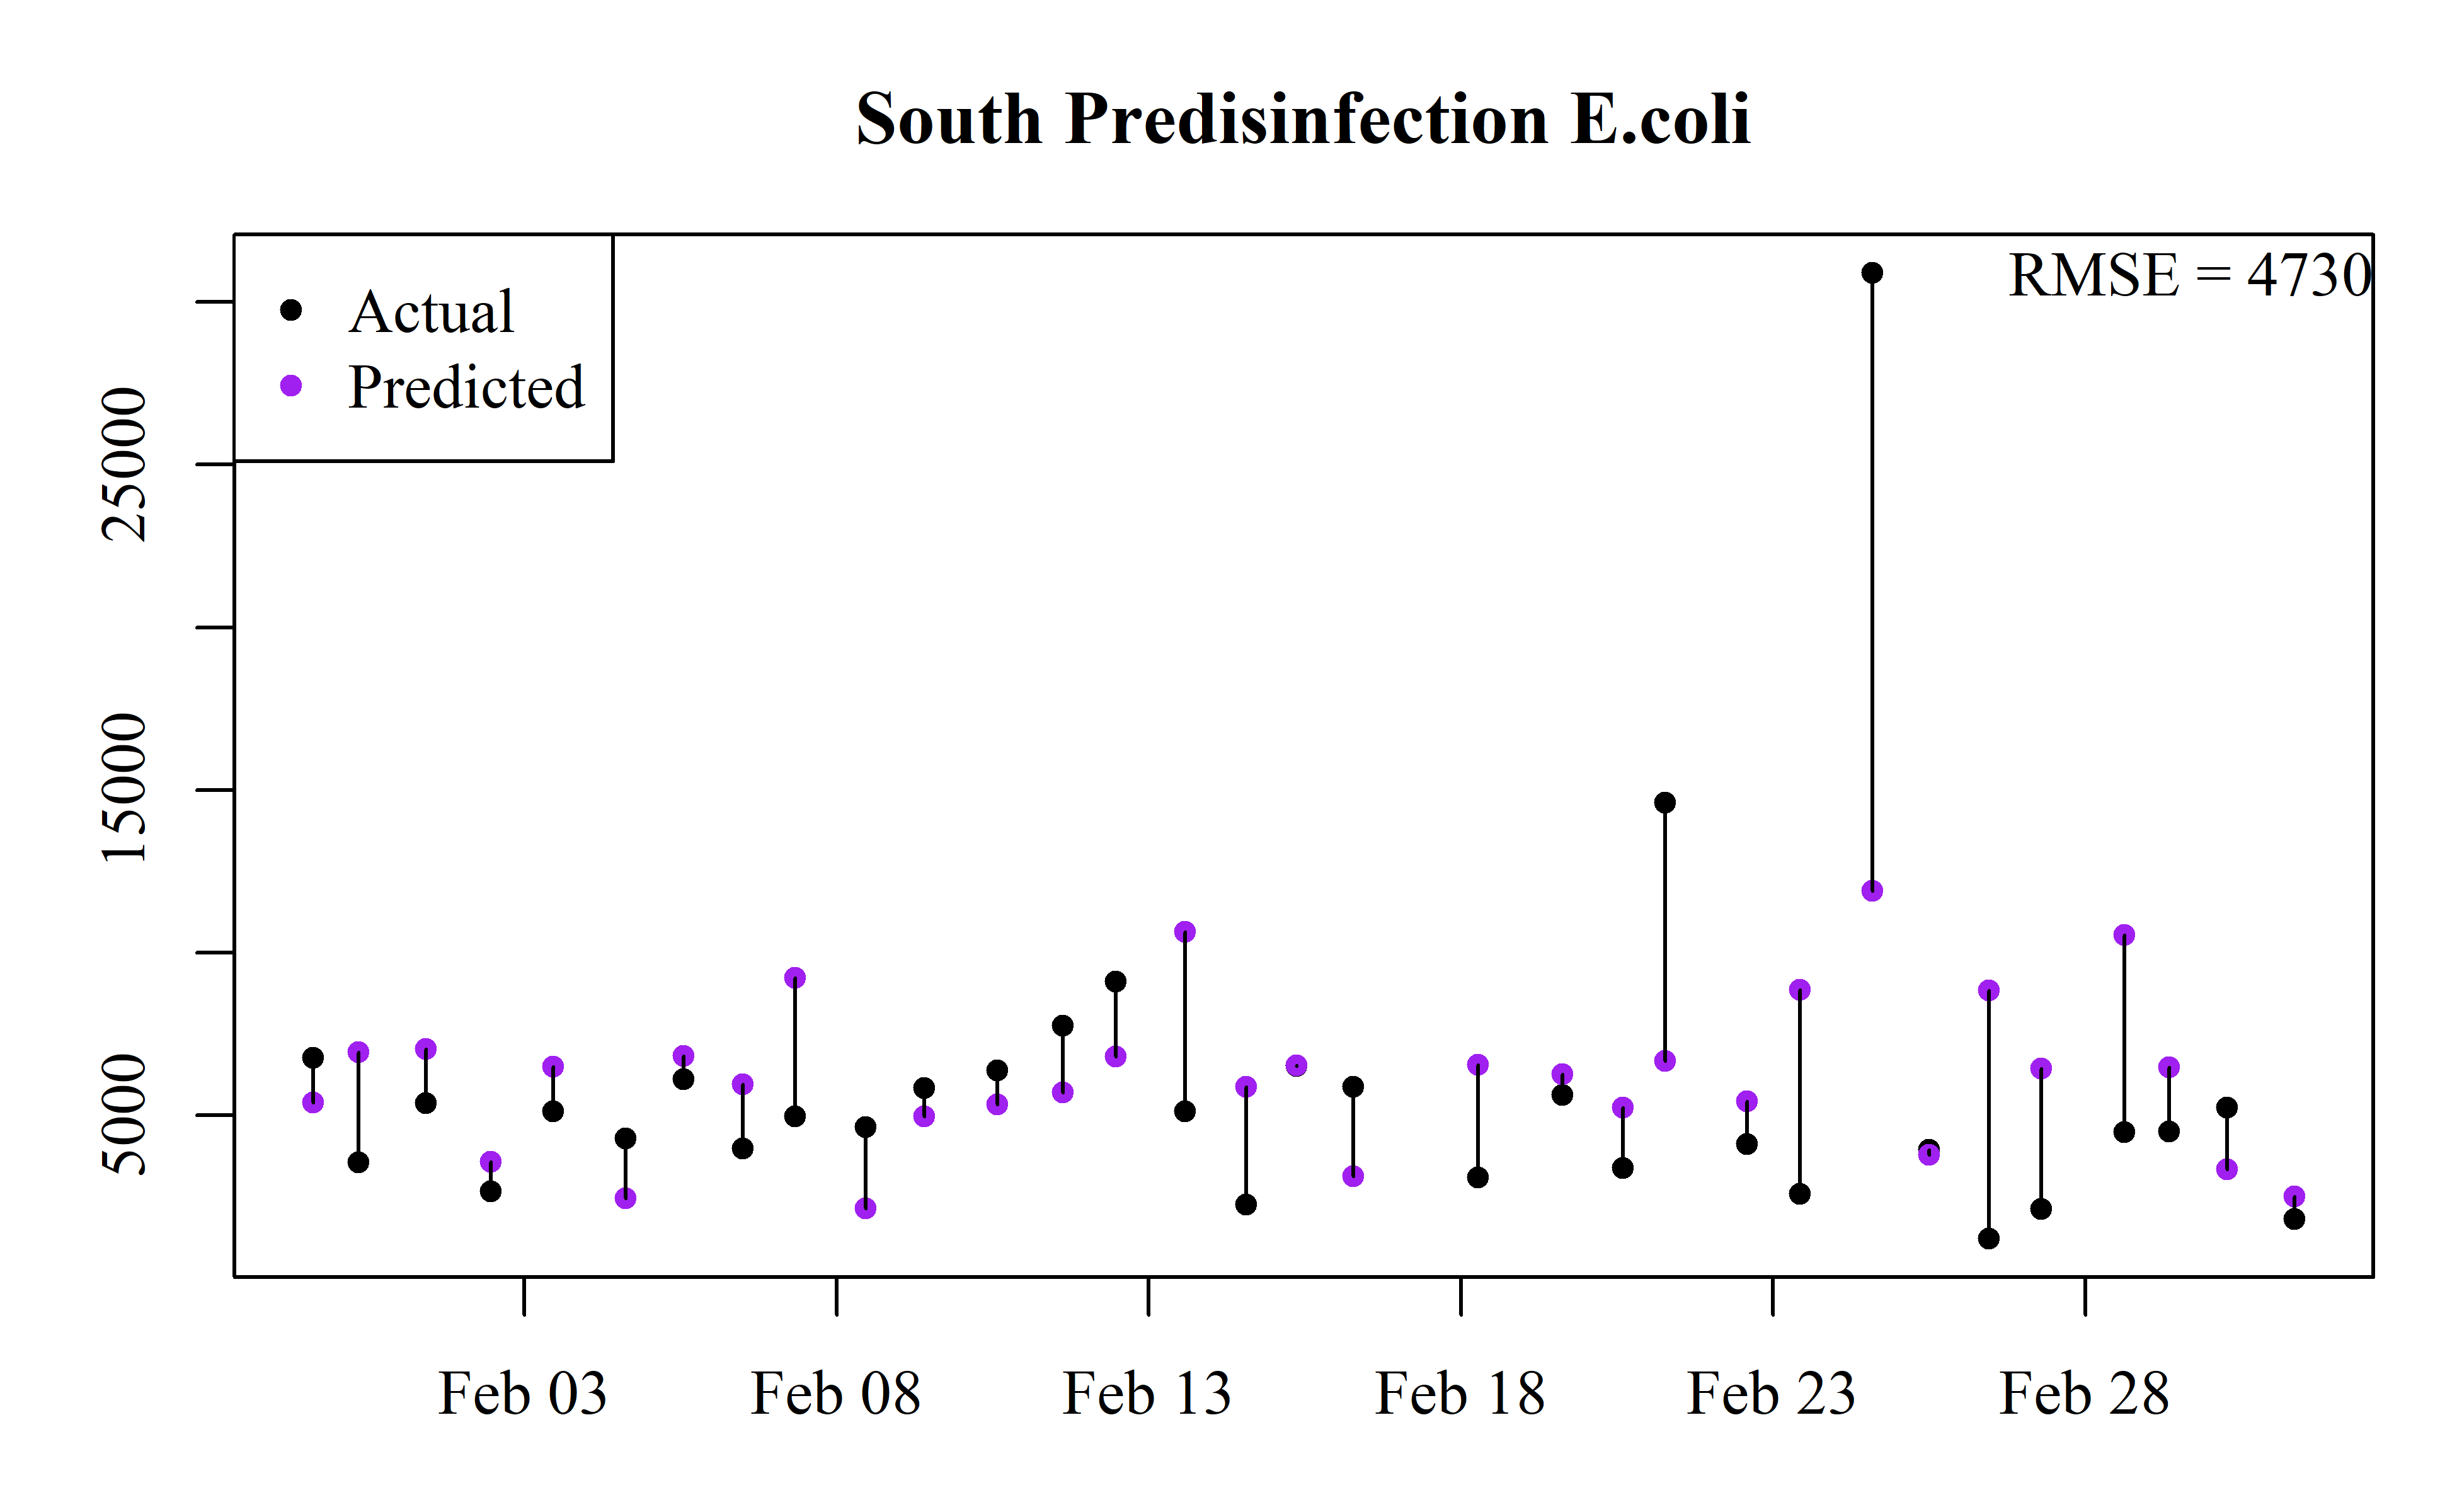 South Predisinfection E.coli
RMSE = 4730
Actual
Predicted
25000
15000
5000
Feb 03
Feb 08
Feb 13
Feb 18
Feb 23
Feb 28